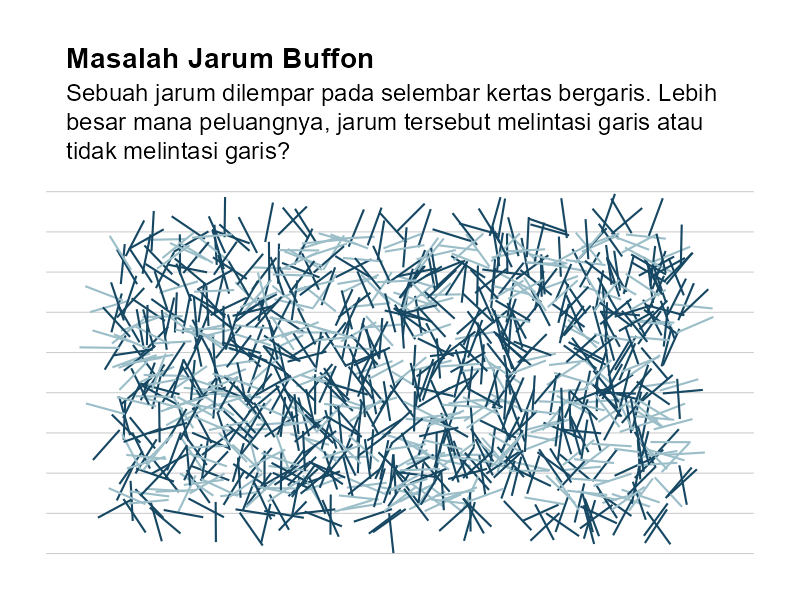 Masalah Jarum Buffon
Sebuah jarum dilempar pada selembar kertas bergaris. Lebih
besar mana peluangnya, jarum tersebut melintasi garis atau
tidak melintasi garis?